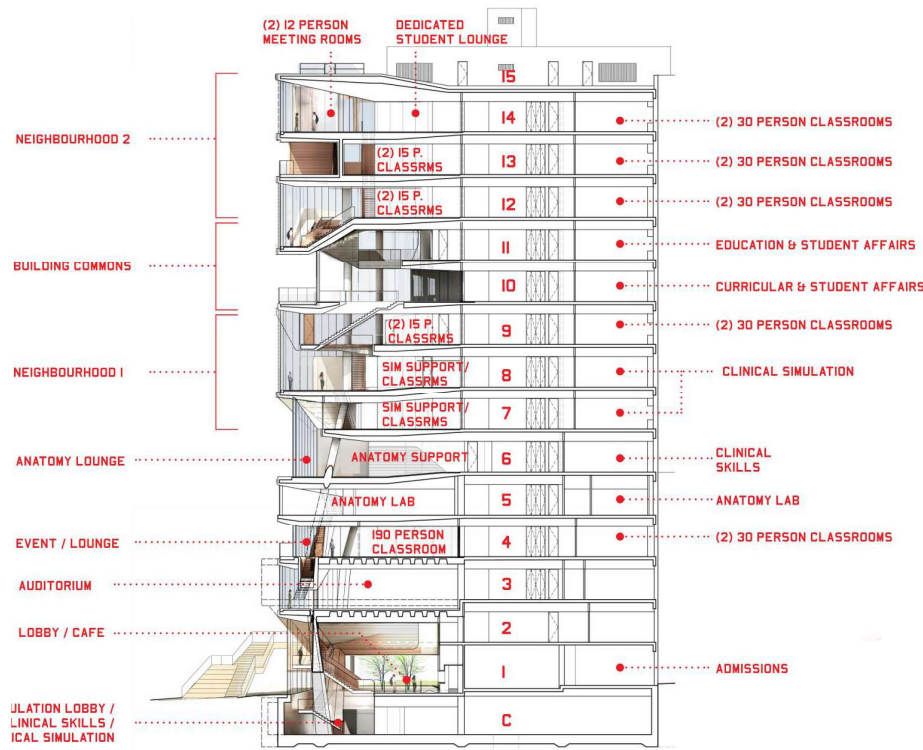 (2) 12 PERSON
MEETING ROOMS
DEDICATED
STUDENT LOUNGE
15
14
(2) 30 PERSON CLASSROOMS
NEIGHBOURHOOD 2
(2) 15 P.
CLASSRMS
13
(2) 30 PERSON CLASSROOMS
(2) 15 P.
CLASSRMS
12
(2) 30 PERSON CLASSROOMS
11
EDUCATION & STUDENT AFFAIRS
BUILDING COMMONS
10
CURRICULAR & STUDENT AFFAIRS
(2) 15 P.
CLASSRMS
9
(2) 30 PERSON CLASSROOMS
NEIGHBOURHOOD 1
SIM SUPPORT/
CLASSRMS
8
CLINICAL SIMULATION
SIM SUPPORT/
CLASSRMS
7
ANATOMY LOUNGE
ANATOMY SUPPORT
6
CLINICAL
SKILLS
ANATOMY LAB
5
ANATOMY LAB
EVENT / LOUNGE
190 PERSON
CLASSROOM
4
(2) 30 PERSON CLASSROOMS
AUDITORIUM
3
LOBBY / CAFE
2
1
ADMISSIONS
ULATION LOBBY /
LINICAL SKILLS /
ICAL SIMULATION
C